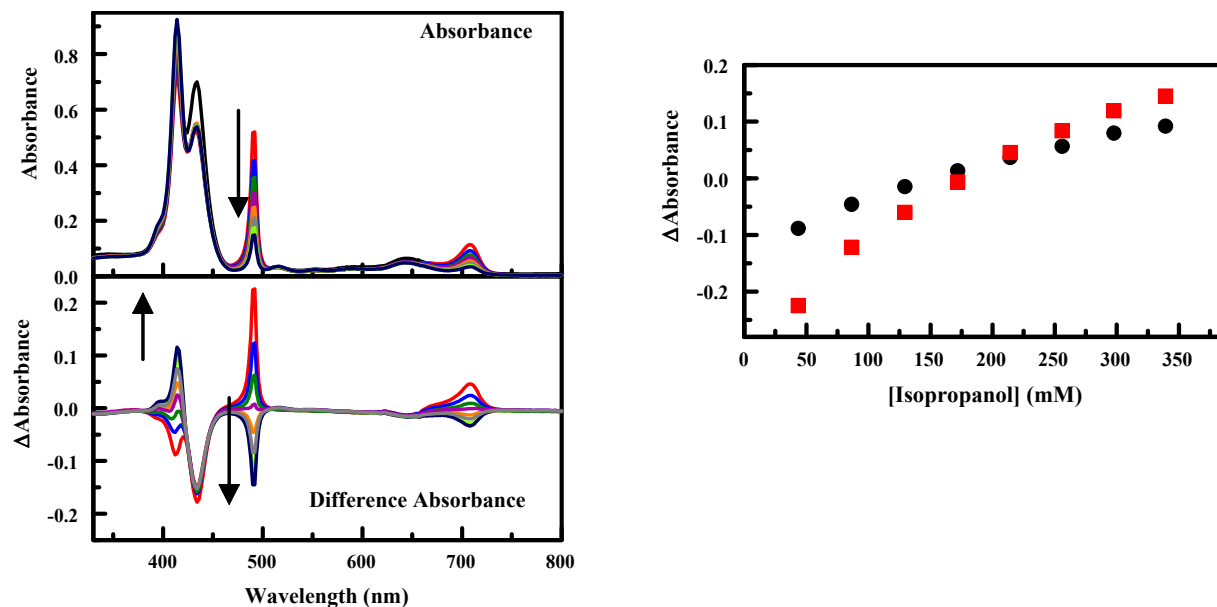 Absorbance
Absorbance
0.8
0.6
0.4
0.2
0.0
ΔAbsorbance
0.2
0.1
0.0
-0.1
-0.2
Difference Absorbance
400 500 600 700 800
Wavelength (nm)
ΔAbsorbance
0.2
0.1
0.0
-0.1
-0.2
0 50 100 150 200 250 300 350
[Isopropanol] (mM)